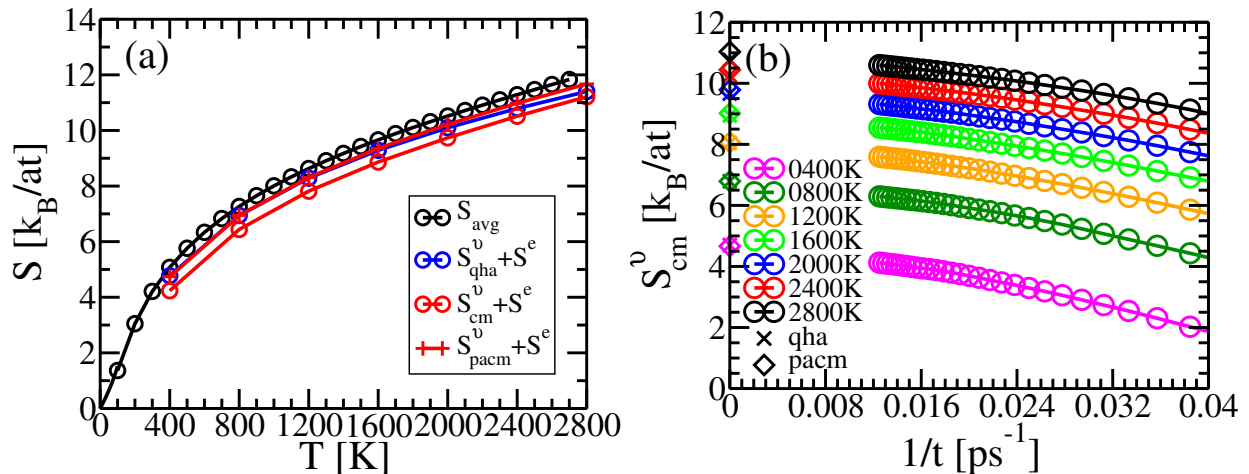 (a)
S [k_B/at]
14
12
10
8
6
4
2
0
S_avg
S^υ_qha+S^e
S^υ_cm+S^e
S^υ_pacm+S^e
0 400 800 1200 1600 2000 2400 2800
T [K]
(b)
S^υ_cm [k_B/at]
12
10
8
6
4
2
0
0400K
0800K
1200K
1600K
2000K
2400K
2800K
qha
pacm
0 0.008 0.016 0.024 0.032 0.04
1/t [ps^-1]